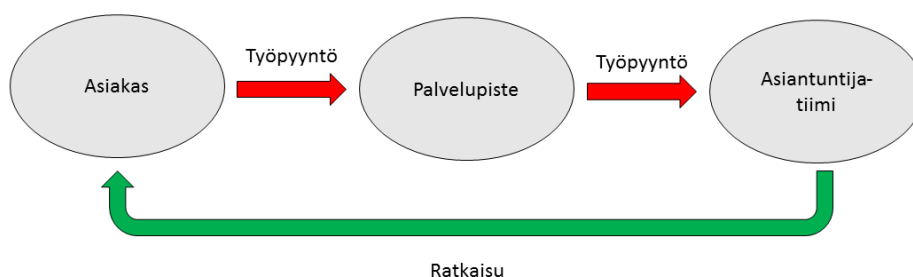 Asiakas
Työpyyntö
Palvelupiste
Työpyyntö
Asiantuntija-
tiimi
Ratkaisu